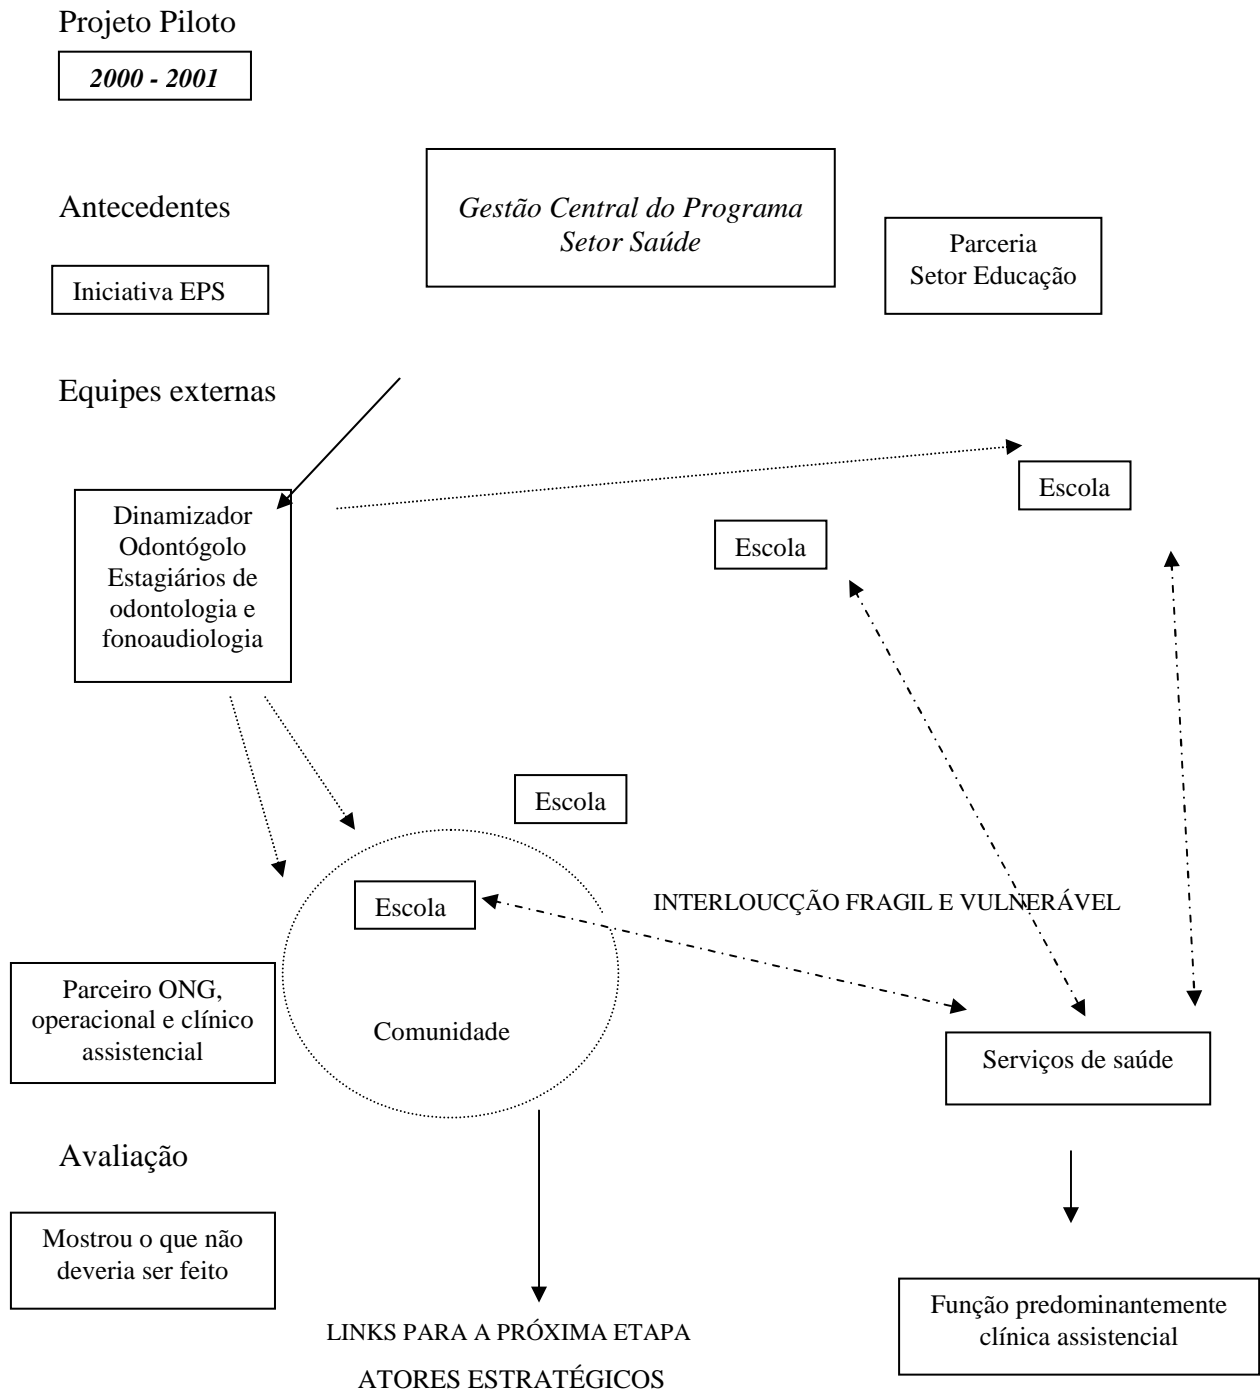 Projeto Piloto
2000 - 2001
Antecedentes
Gestão Central do Programa
Setor Saúde
Parceria
Setor Educação
Iniciativa EPS
Equipes externas
Escola
Dinamizador
Odontógolo
Estagiários de
odontologia e
fonoaudiologia
Escola
Escola
Escola
INTERLOUCÇÃO FRAGIL E VULNERÁVEL
Parceiro ONG,
operacional e clínico
assistencial
Comunidade
Serviços de saúde
Avaliação
Mostrou o que não
deveria ser feito
Função predominantemente
clínica assistencial
LINKS PARA A PRÓXIMA ETAPA
ATORES ESTRATÉGICOS